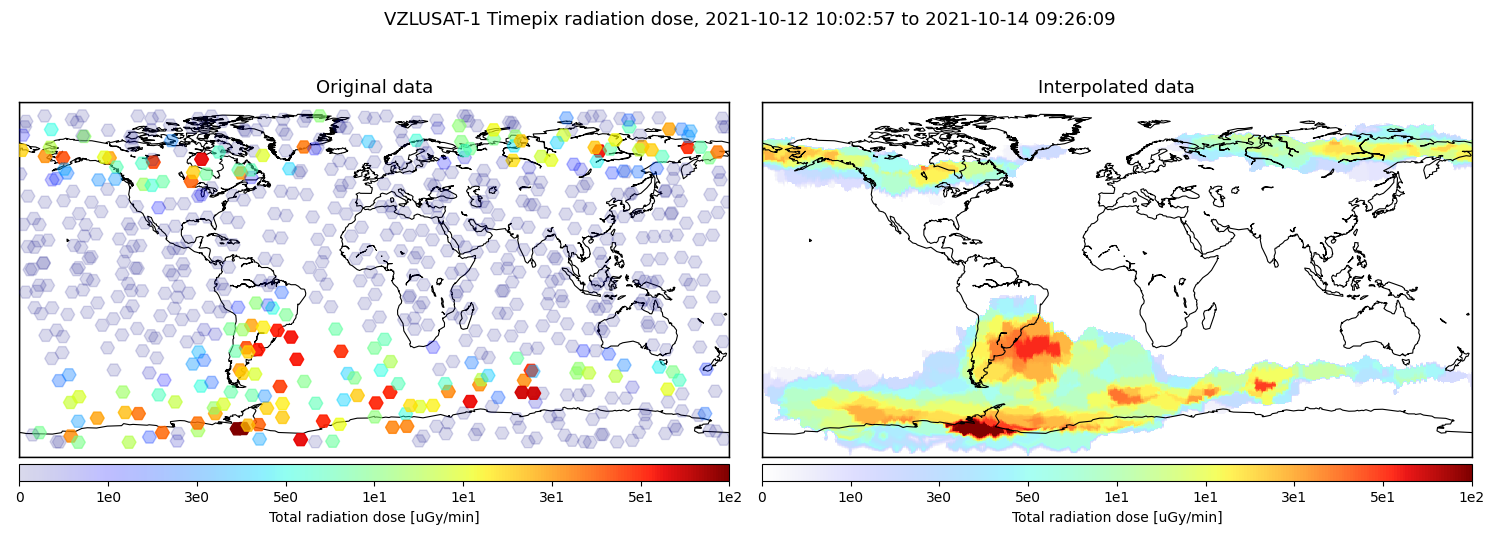 VZLUSAT-1 Timepix radiation dose, 2021-10-12 10:02:57 to 2021-10-14 09:26:09
Original data
Interpolated data
0 1e0 3e0 5e0 1e1 1e1 3e1 5e1 1e2
0 1e0 3e0 5e0 1e1 1e1 3e1 5e1 1e2
Total radiation dose [uGy/min]
Total radiation dose [uGy/min]